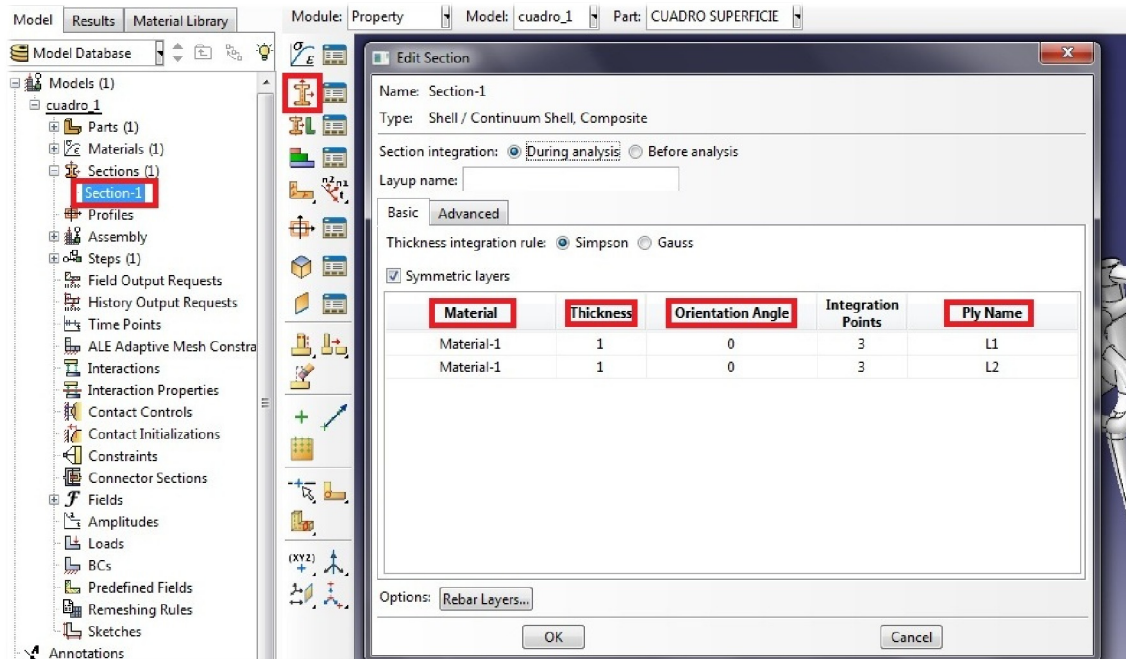 Model Results Material Library
Module: Property Model: cuadro_1 Part: CUADRO SUPERFICIE
Model Database
Models (1)
cuadro_1
Parts (1)
Materials (1)
Sections (1)
Section-1
Profiles
Assembly
Steps (1)
Field Output Requests
History Output Requests
Time Points
ALE Adaptive Mesh Constra
Interactions
Interaction Properties
Contact Controls
Contact Initializations
Constraints
Connector Sections
Fields
Amplitudes
Loads
BCs
Predefined Fields
Remeshing Rules
Sketches
Annotations
(XYZ)
Edit Section
Name: Section-1
Type: Shell / Continuum Shell, Composite
Section integration: During analysis Before analysis
Layup name:
Basic Advanced
Thickness integration rule: Simpson Gauss
Symmetric layers
Material Thickness Orientation Angle Integration Points Ply Name
Material-1 1 0 3 L1
Material-1 1 0 3 L2
Options: Rebar Layers...
OK Cancel